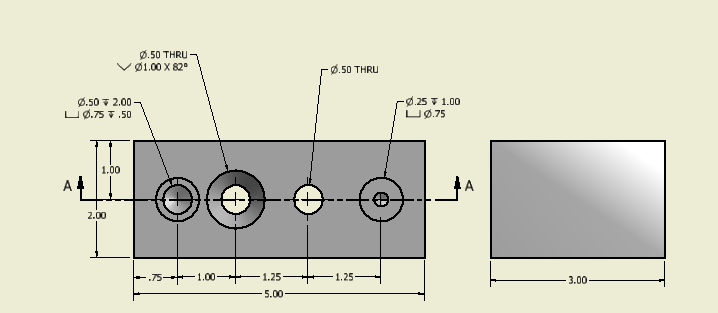 Ø.50 THRU
⌵ Ø1.00 X 82°
Ø.50 THRU
Ø.50 ↧ 2.00
⌴ Ø.75 ↧ .50
Ø.25 ↧ 1.00
⌴ Ø.75
1.00
A
A
2.00
.75
1.00
1.25
1.25
3.00
5.00